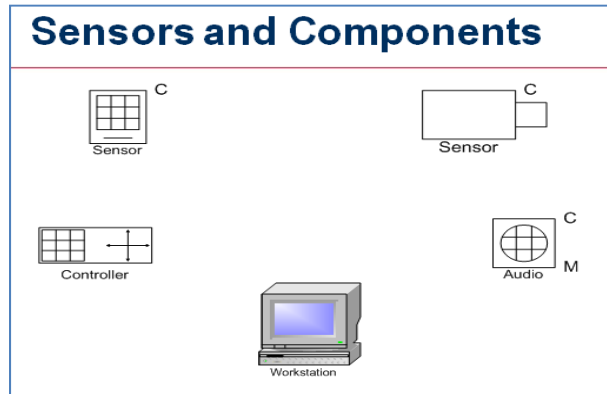 Sensors and Components
C
Sensor
C
Sensor
Controller
C
M
Audio
Workstation